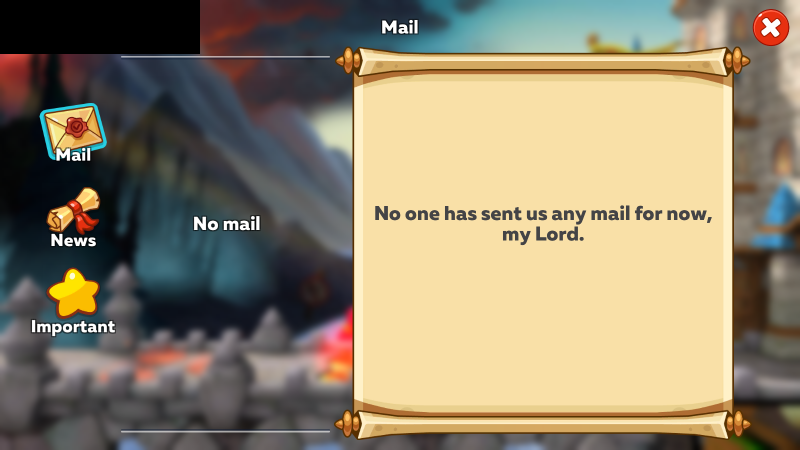 Mail
Mail
News
Important
No mail
No one has sent us any mail for now,
my Lord.